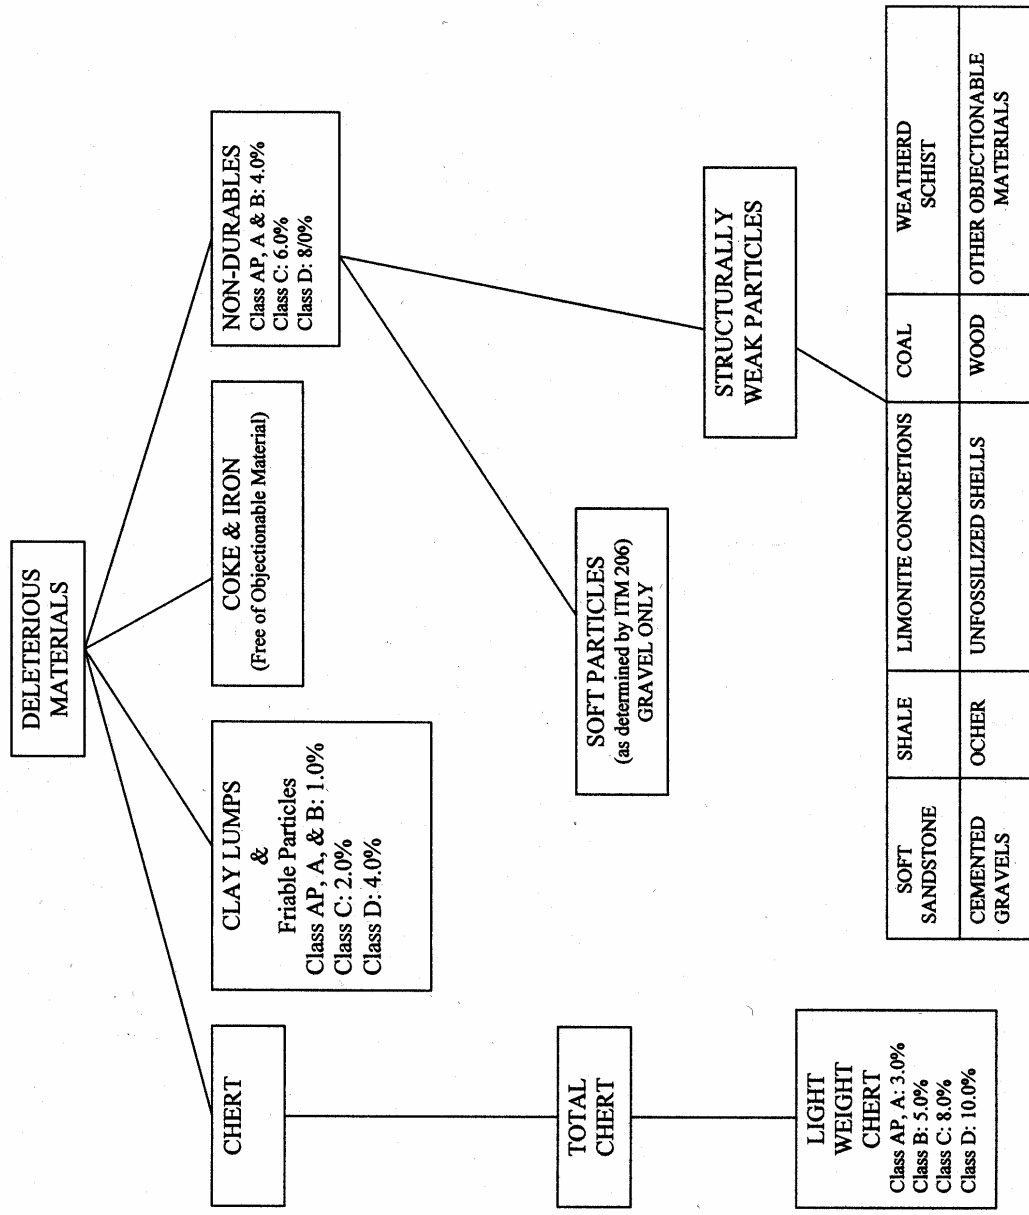 DELETERIOUS
MATERIALS
CHERT
CLAY LUMPS
&
Friable Particles
Class AP, A, & B: 1.0%
Class C: 2.0%
Class D: 4.0%
COKE & IRON
(Free of Objectionable Material)
NON-DURABLES
Class AP, A & B: 4.0%
Class C: 6.0%
Class D: 8/0%
TOTAL
CHERT
SOFT PARTICLES
(as determined by ITM 206)
GRAVEL ONLY
STRUCTURALLY
WEAK PARTICLES
LIGHT
WEIGHT
CHERT
Class AP, A: 3.0%
Class B: 5.0%
Class C: 8.0%
Class D: 10.0%
SOFT
SANDSTONE
SHALE
LIMONITE CONCRETIONS
COAL
WEATHERD
SCHIST
CEMENTED
GRAVELS
OCHER
UNFOSSILIZED SHELLS
WOOD
OTHER OBJECTIONABLE
MATERIALS